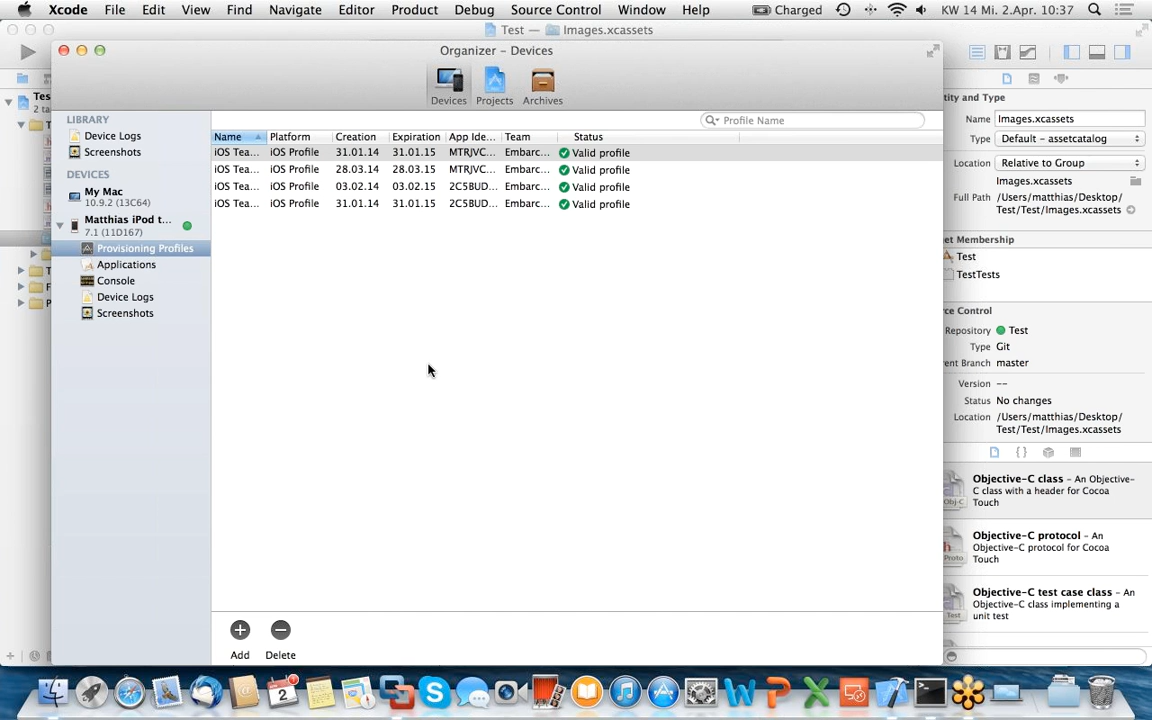 Xcode File Edit View Find Navigate Editor Product Debug Source Control Window Help Charged KW 14 Mi. 2.Apr. 10:37
Test — Images.xcassets
Organizer – Devices
Devices Projects Archives
LIBRARY
Device Logs
Screenshots
DEVICES
My Mac
10.9.2 (13C64)
Matthias iPod t...
7.1 (11D167)
Provisioning Profiles
Applications
Console
Device Logs
Screenshots
Profile Name
Name Platform Creation Expiration App Ide... Team Status
iOS Tea... iOS Profile 31.01.14 31.01.15 MTRJVC... Embarc... Valid profile
iOS Tea... iOS Profile 28.03.14 28.03.15 MTRJVC... Embarc... Valid profile
iOS Tea... iOS Profile 03.02.14 03.02.15 2C5BUD... Embarc... Valid profile
iOS Tea... iOS Profile 31.01.14 31.01.15 2C5BUD... Embarc... Valid profile
Add Delete
Tes
2 ta
tity and Type
Name Images.xcassets
Type Default – assetcatalog
Location Relative to Group
Images.xcassets
Full Path /Users/matthias/Desktop/
Test/Test/Images.xcassets
et Membership
Test
TestTests
rce Control
Repository Test
Type Git
ent Branch master
Version --
Status No changes
Location /Users/matthias/Desktop/
Test/Test/Images.xcassets
Objective-C class – An Objective-
C class with a header for Cocoa
Touch
Objective-C protocol – An
Objective-C protocol for Cocoa
Touch
Objective-C test case class – An
Objective-C class implementing a
unit test